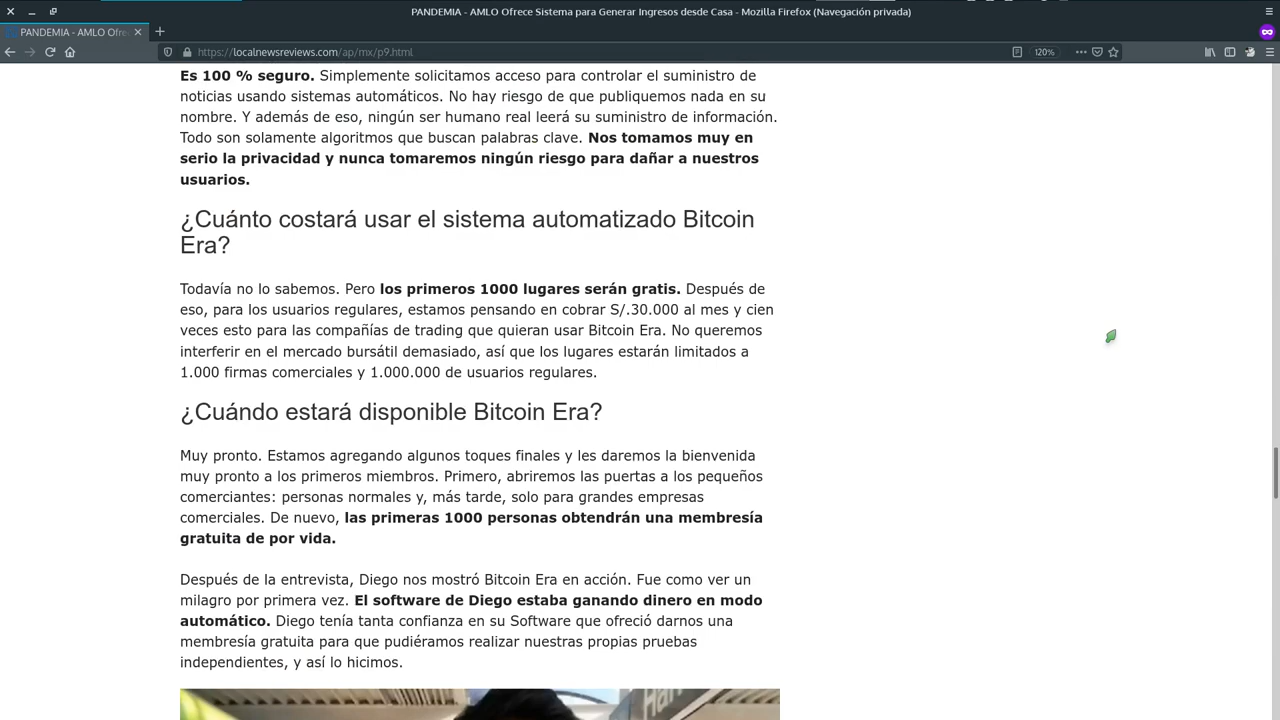 PANDEMIA - AMLO Ofrece Sistema para Generar Ingresos desde Casa - Mozilla Firefox (Navegación privada)
PANDEMIA - AMLO Ofre
https://localnewsreviews.com/ap/mx/p9.html
120%
Es 100 % seguro. Simplemente solicitamos acceso para controlar el suministro de
noticias usando sistemas automáticos. No hay riesgo de que publiquemos nada en su
nombre. Y además de eso, ningún ser humano real leerá su suministro de información.
Todo son solamente algoritmos que buscan palabras clave. Nos tomamos muy en
serio la privacidad y nunca tomaremos ningún riesgo para dañar a nuestros
usuarios.
¿Cuánto costará usar el sistema automatizado Bitcoin
Era?
Todavía no lo sabemos. Pero los primeros 1000 lugares serán gratis. Después de
eso, para los usuarios regulares, estamos pensando en cobrar S/.30.000 al mes y cien
veces esto para las compañías de trading que quieran usar Bitcoin Era. No queremos
interferir en el mercado bursátil demasiado, así que los lugares estarán limitados a
1.000 firmas comerciales y 1.000.000 de usuarios regulares.
¿Cuándo estará disponible Bitcoin Era?
Muy pronto. Estamos agregando algunos toques finales y les daremos la bienvenida
muy pronto a los primeros miembros. Primero, abriremos las puertas a los pequeños
comerciantes: personas normales y, más tarde, solo para grandes empresas
comerciales. De nuevo, las primeras 1000 personas obtendrán una membresía
gratuita de por vida.
Después de la entrevista, Diego nos mostró Bitcoin Era en acción. Fue como ver un
milagro por primera vez. El software de Diego estaba ganando dinero en modo
automático. Diego tenía tanta confianza en su Software que ofreció darnos una
membresía gratuita para que pudiéramos realizar nuestras propias pruebas
independientes, y así lo hicimos.